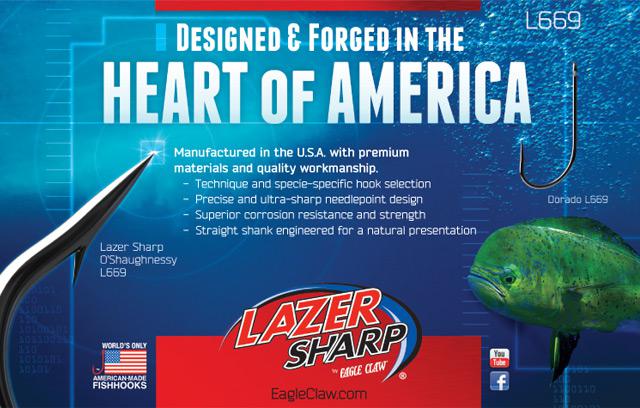 L669
DESIGNED & FORGED IN THE
HEART OF AMERICA
Manufactured in the U.S.A. with premium
materials and quality workmanship.
- Technique and specie-specific hook selection
- Precise and ultra-sharp needlepoint design
- Superior corrosion resistance and strength
- Straight shank engineered for a natural presentation
Dorado L669
Lazer Sharp
O'Shaughnessy
L669
LAZER
SHARP
by EAGLE CLAW ®
WORLD'S ONLY
AMERICAN-MADE
FISHHOOKS
EagleClaw.com
You
Tube
f